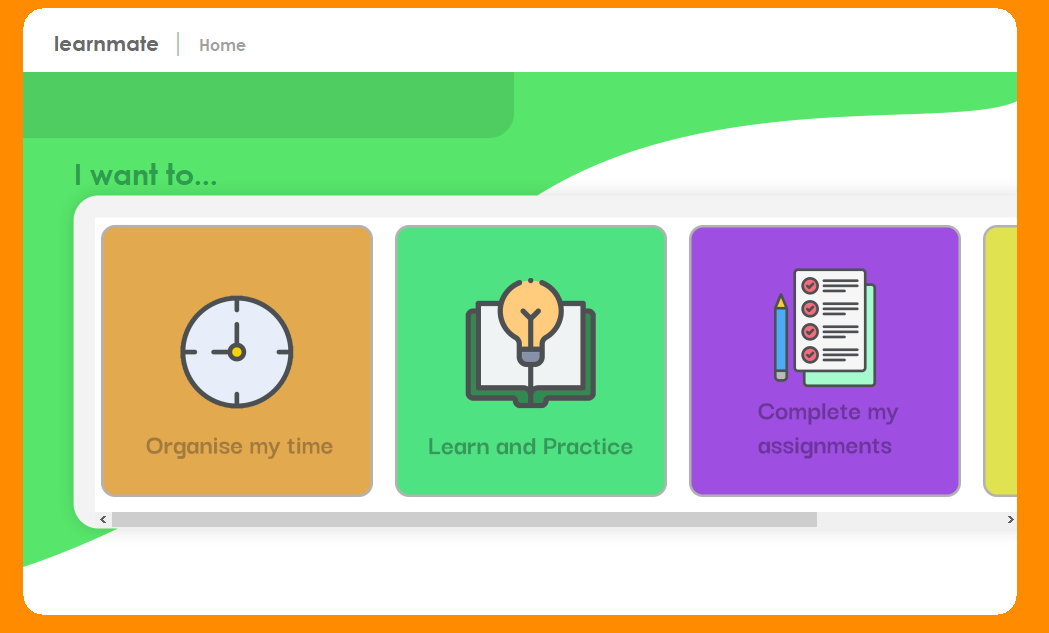 learnmate
Home
I want to...
Organise my time
Learn and Practice
Complete my
assignments